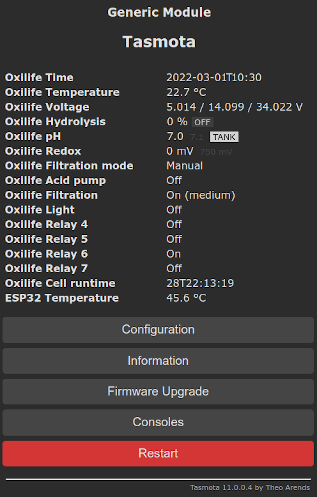 Generic Module
Tasmota
Oxilife Time 2022-03-01T10:30
Oxilife Temperature 22.7 °C
Oxilife Voltage 5.014 / 14.099 / 34.022 V
Oxilife Hydrolysis 0 % OFF
Oxilife pH 7.0 7.1 TANK
Oxilife Redox 0 mV 750 mV
Oxilife Filtration mode Manual
Oxilife Acid pump Off
Oxilife Filtration On (medium)
Oxilife Light Off
Oxilife Relay 4 Off
Oxilife Relay 5 Off
Oxilife Relay 6 On
Oxilife Relay 7 Off
Oxilife Cell runtime 28T22:13:19
ESP32 Temperature 45.6 °C
Configuration
Information
Firmware Upgrade
Consoles
Restart
Tasmota 11.0.0.4 by Theo Arends